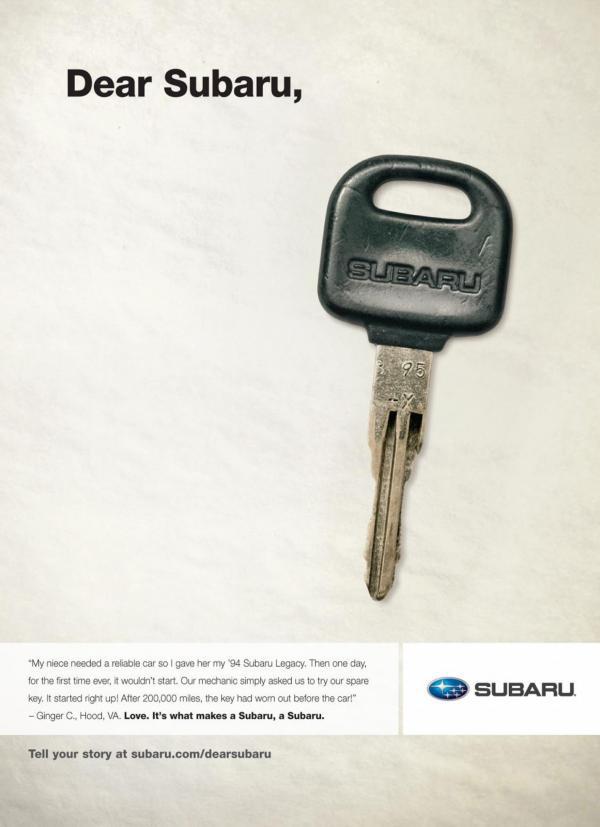 Dear Subaru,
SUBARU
95
"My niece needed a reliable car so I gave her my '94 Subaru Legacy. Then one day,
for the first time ever, it wouldn't start. Our mechanic simply asked us to try our spare
key. It started right up! After 200,000 miles, the key had worn out before the car!"
– Ginger C., Hood, VA. Love. It's what makes a Subaru, a Subaru.
SUBARU.
Tell your story at subaru.com/dearsubaru